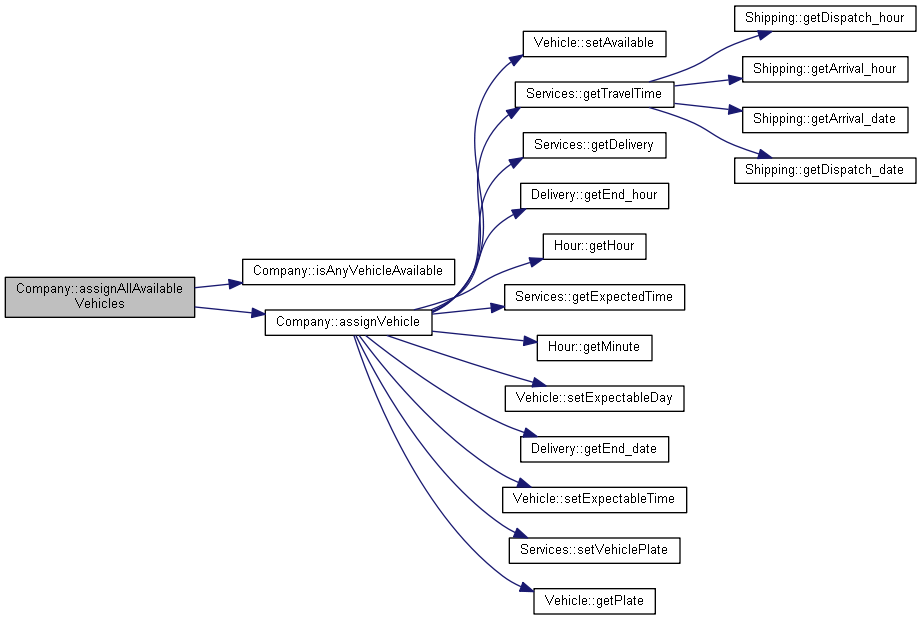 Company::assignAllAvailable
Vehicles
Company::isAnyVehicleAvailable
Company::assignVehicle
Vehicle::setAvailable
Services::getTravelTime
Services::getDelivery
Delivery::getEnd_hour
Hour::getHour
Services::getExpectedTime
Hour::getMinute
Vehicle::setExpectableDay
Delivery::getEnd_date
Vehicle::setExpectableTime
Services::setVehiclePlate
Vehicle::getPlate
Shipping::getDispatch_hour
Shipping::getArrival_hour
Shipping::getArrival_date
Shipping::getDispatch_date